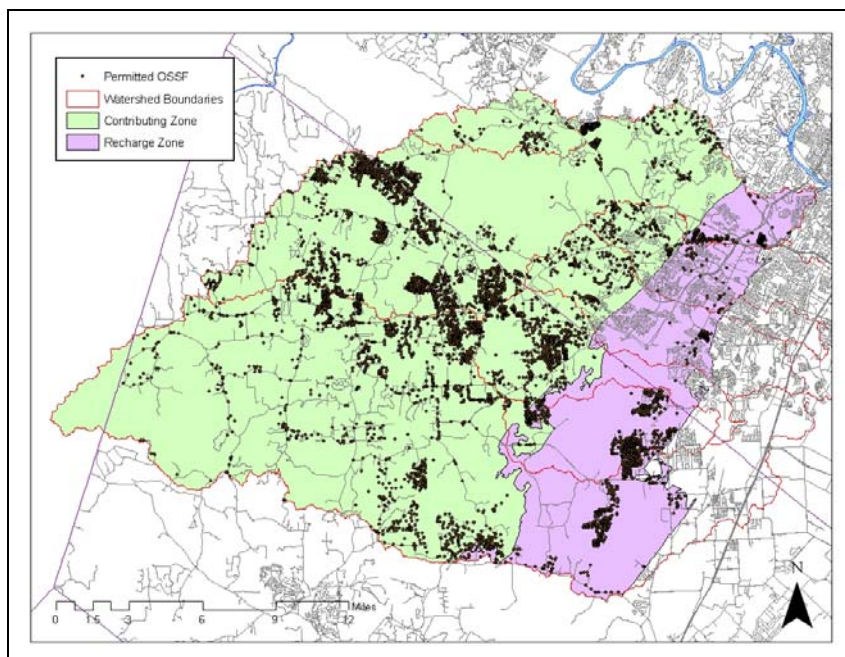 Permitted OSSF
Watershed Boundaries
Contributing Zone
Recharge Zone
N
0 1.5 3 6 9 12 Miles